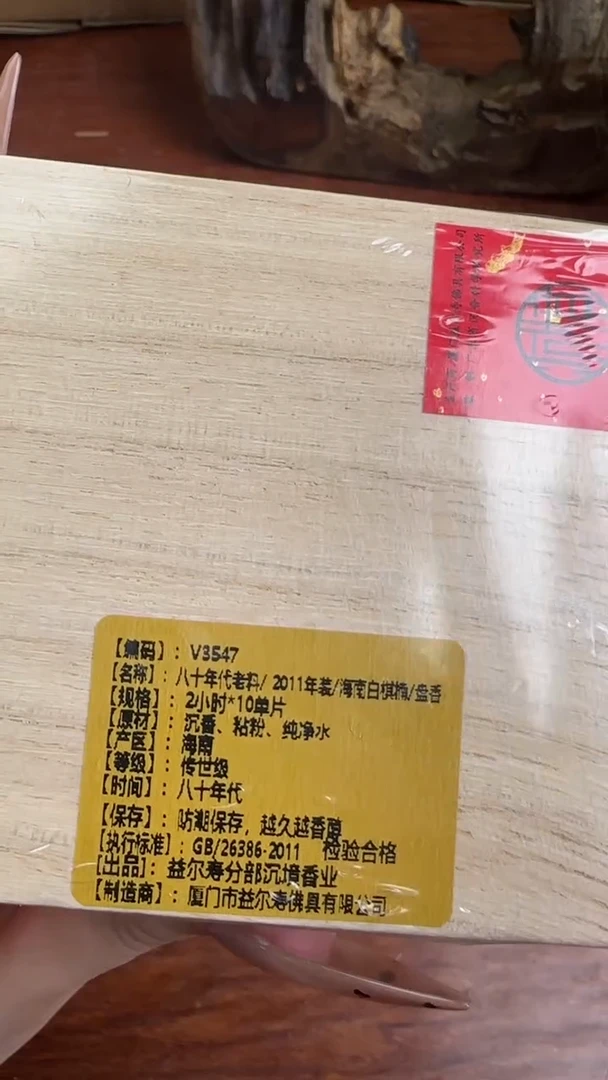 【编码】：V3547
【名称】：八十年代老料/ 2011年装/海南白棋楠/盘香
【规格】：2小时*10单片
【原材】：沉香、粘粉、纯净水
【产区】：海南
【等级】：传世级
【时间】：八十年代
【保存】：防潮保存，越久越香醇
【执行标准】：GB/26386-2011 检验合格
【出品】：益尔寿分部沉境香业
【制造商】：厦门市益尔寿佛具有限公司